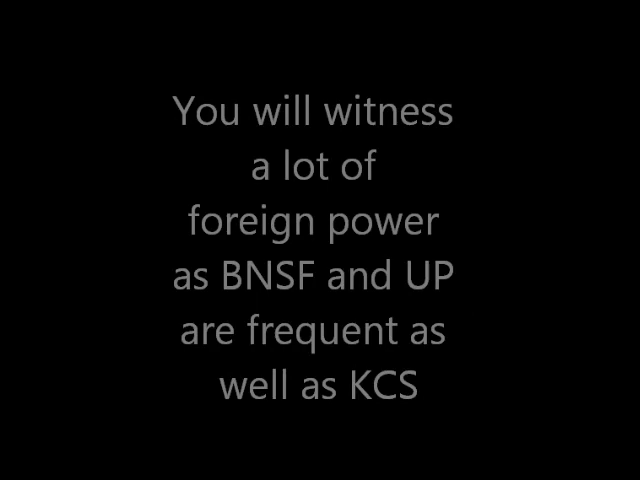 You will witness
a lot of
foreign power
as BNSF and UP
are frequent as
well as KCS